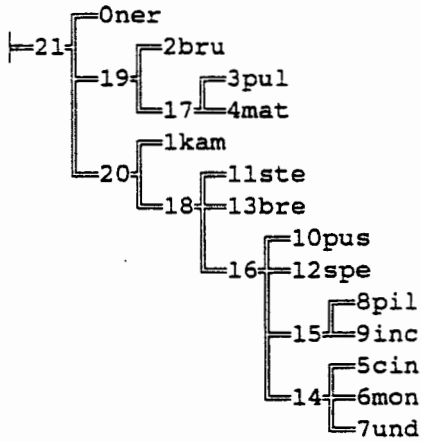 0ner
21
2bru
19
3pul
17
4mat
1kam
20
11ste
18
13bre
10pus
16
12spe
8pil
15
9inc
5cin
14
6mon
7und